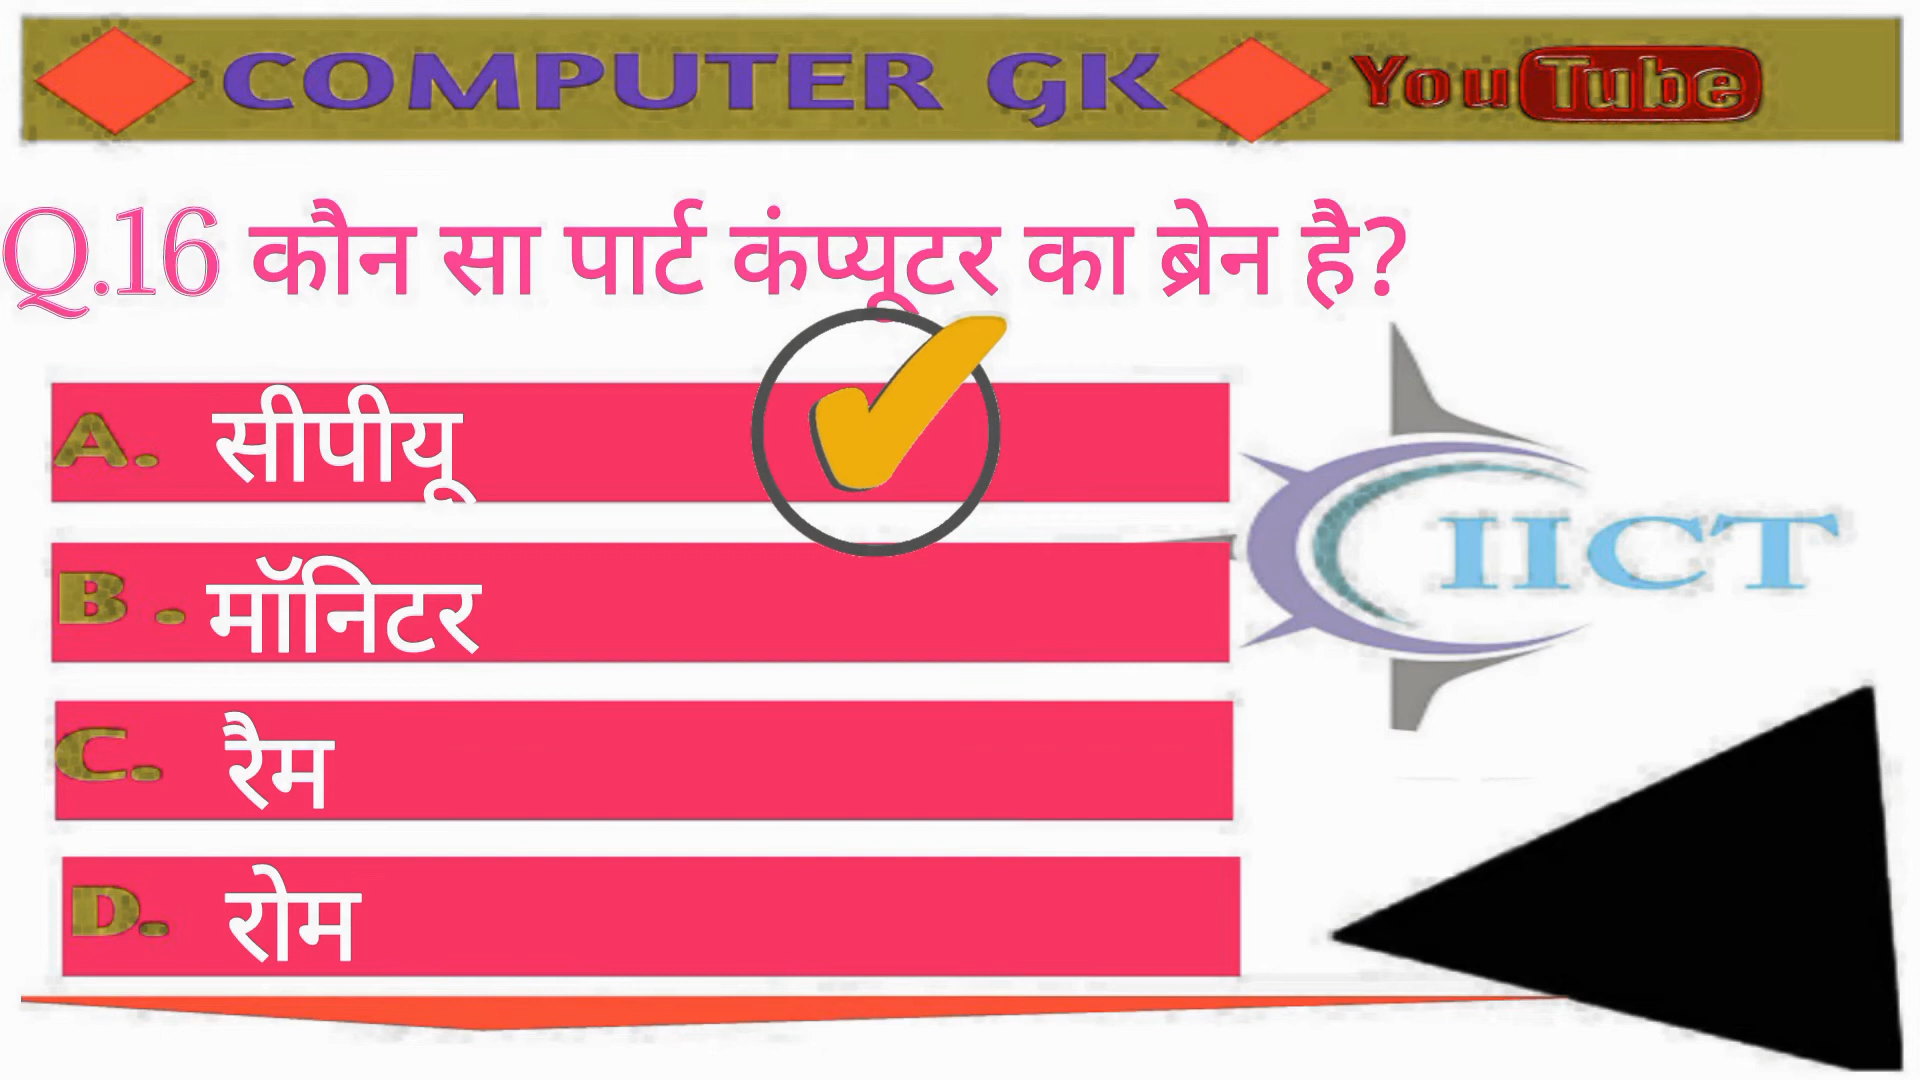 COMPUTER GK YouTube
Q.16 कौन सा पार्ट कंप्यूटर का ब्रेन है?
A. सीपीयू
B . मॉनिटर
IICT
C. रैम
D. रोम